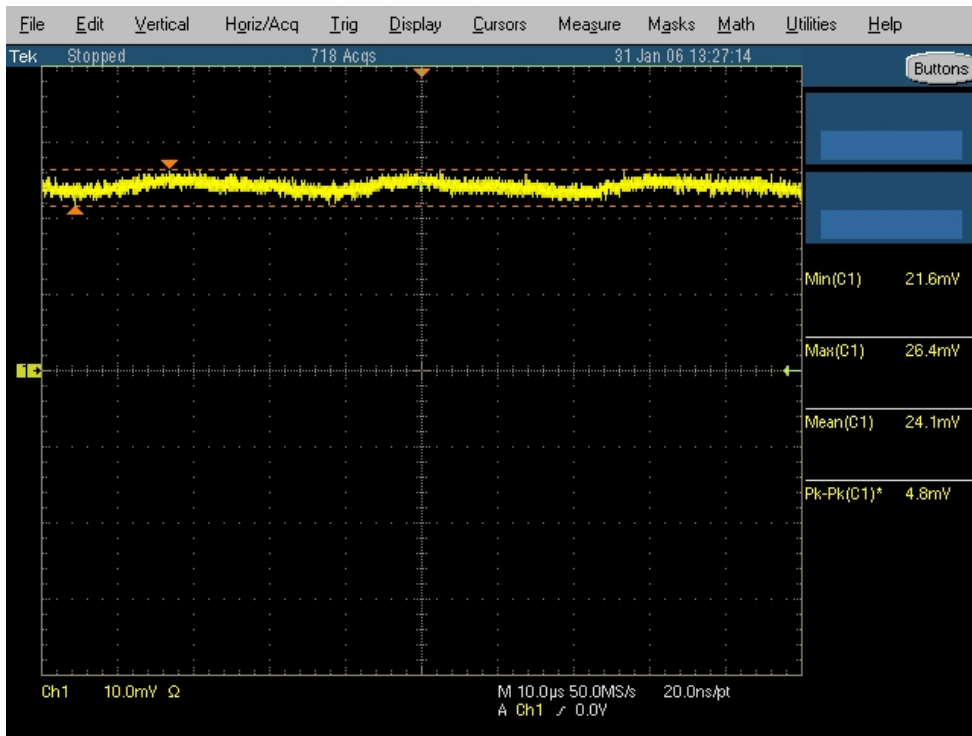 File Edit Vertical Horiz/Acq Trig Display Cursors Measure Masks Math Utilities Help
Tek Stopped 718 Acqs 31 Jan 06 13:27:14
Buttons
Min(C1) 21.6mV
1
Max(C1) 26.4mV
Mean(C1) 24.1mV
Pk-Pk(C1)* 4.8mV
Ch1 10.0mV Ω M 10.0µs 50.0MS/s 20.0ns/pt
A Ch1 ⁄ 0.0V